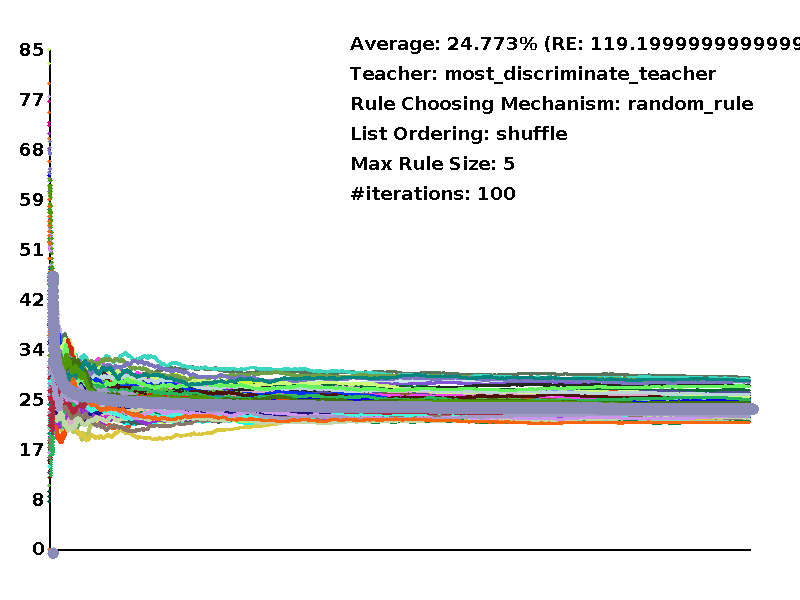 Average: 24.773% (RE: 119.1999999999999
Teacher: most_discriminate_teacher
Rule Choosing Mechanism: random_rule
List Ordering: shuffle
Max Rule Size: 5
#iterations: 100
85
77
68
59
51
42
34
25
17
8
0